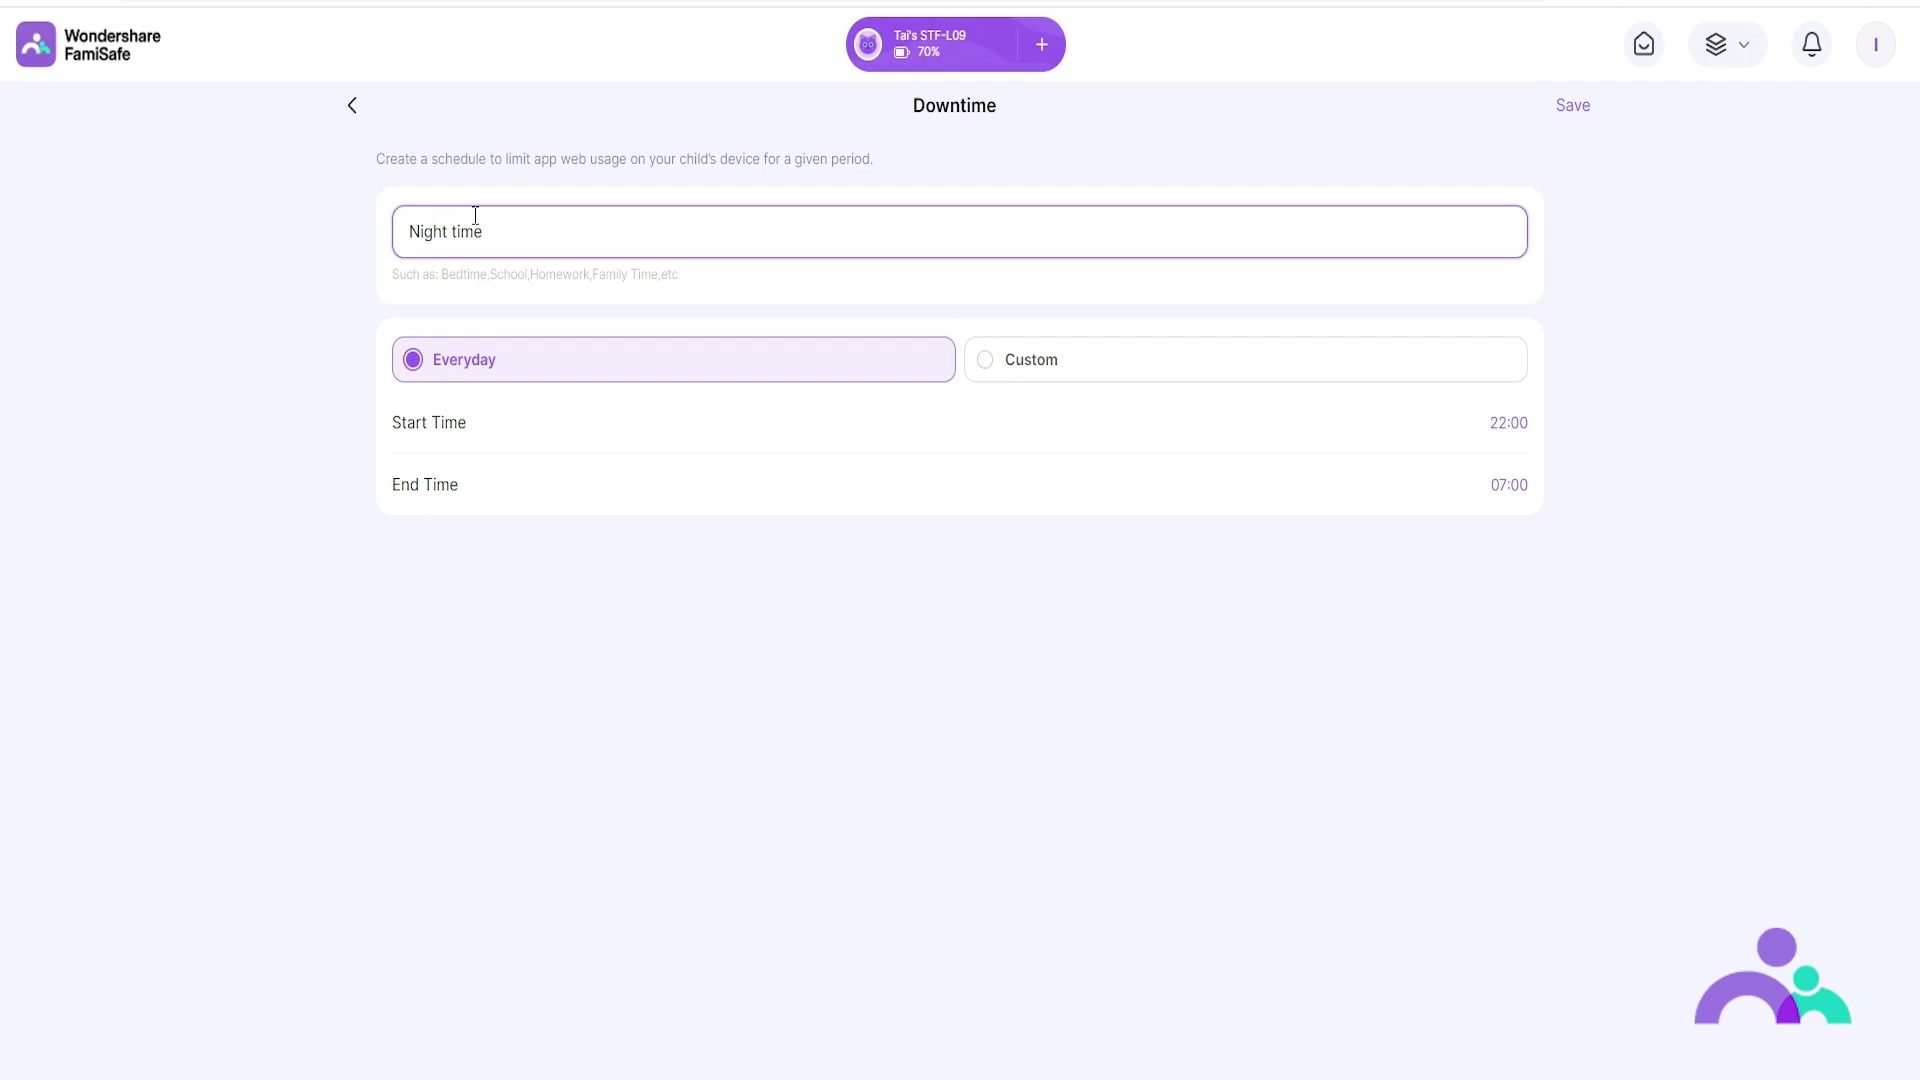 Wondershare
FamiSafe
Tai's STF-L09
70%
I
Downtime
Save
Create a schedule to limit app web usage on your child's device for a given period.
Night time
Such as: Bedtime,School,Homework,Family Time,etc
Everyday
Custom
Start Time
22:00
End Time
07:00